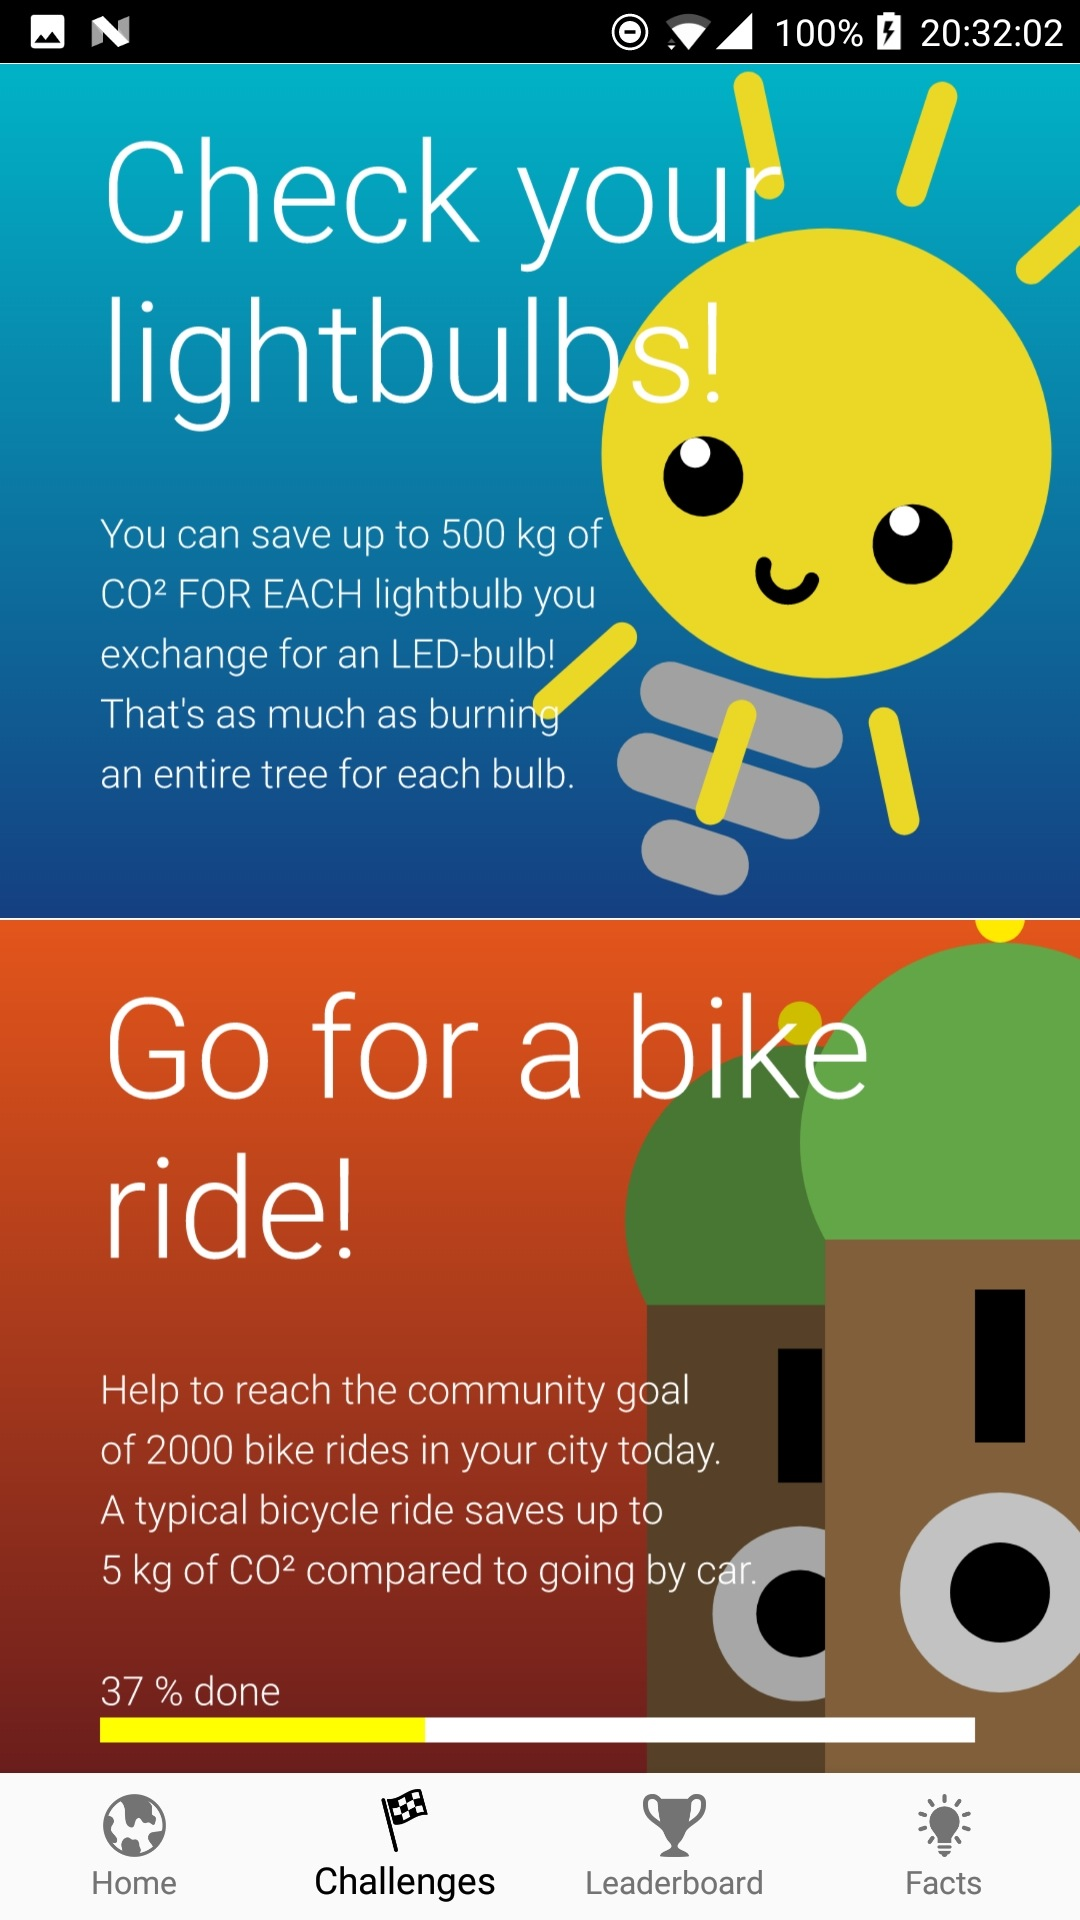 100% 20:32:02
Check your
lightbulbs!
You can save up to 500 kg of
CO² FOR EACH lightbulb you
exchange for an LED-bulb!
That's as much as burning
an entire tree for each bulb.
Go for a bike
ride!
Help to reach the community goal
of 2000 bike rides in your city today.
A typical bicycle ride saves up to
5 kg of CO² compared to going by car.
37 % done
Home Challenges Leaderboard Facts